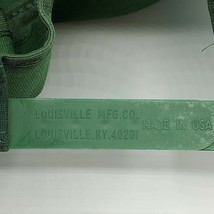 LOUISVILLE MFG.CO.
LOUISVILLE,KY.40201
MADE IN USA